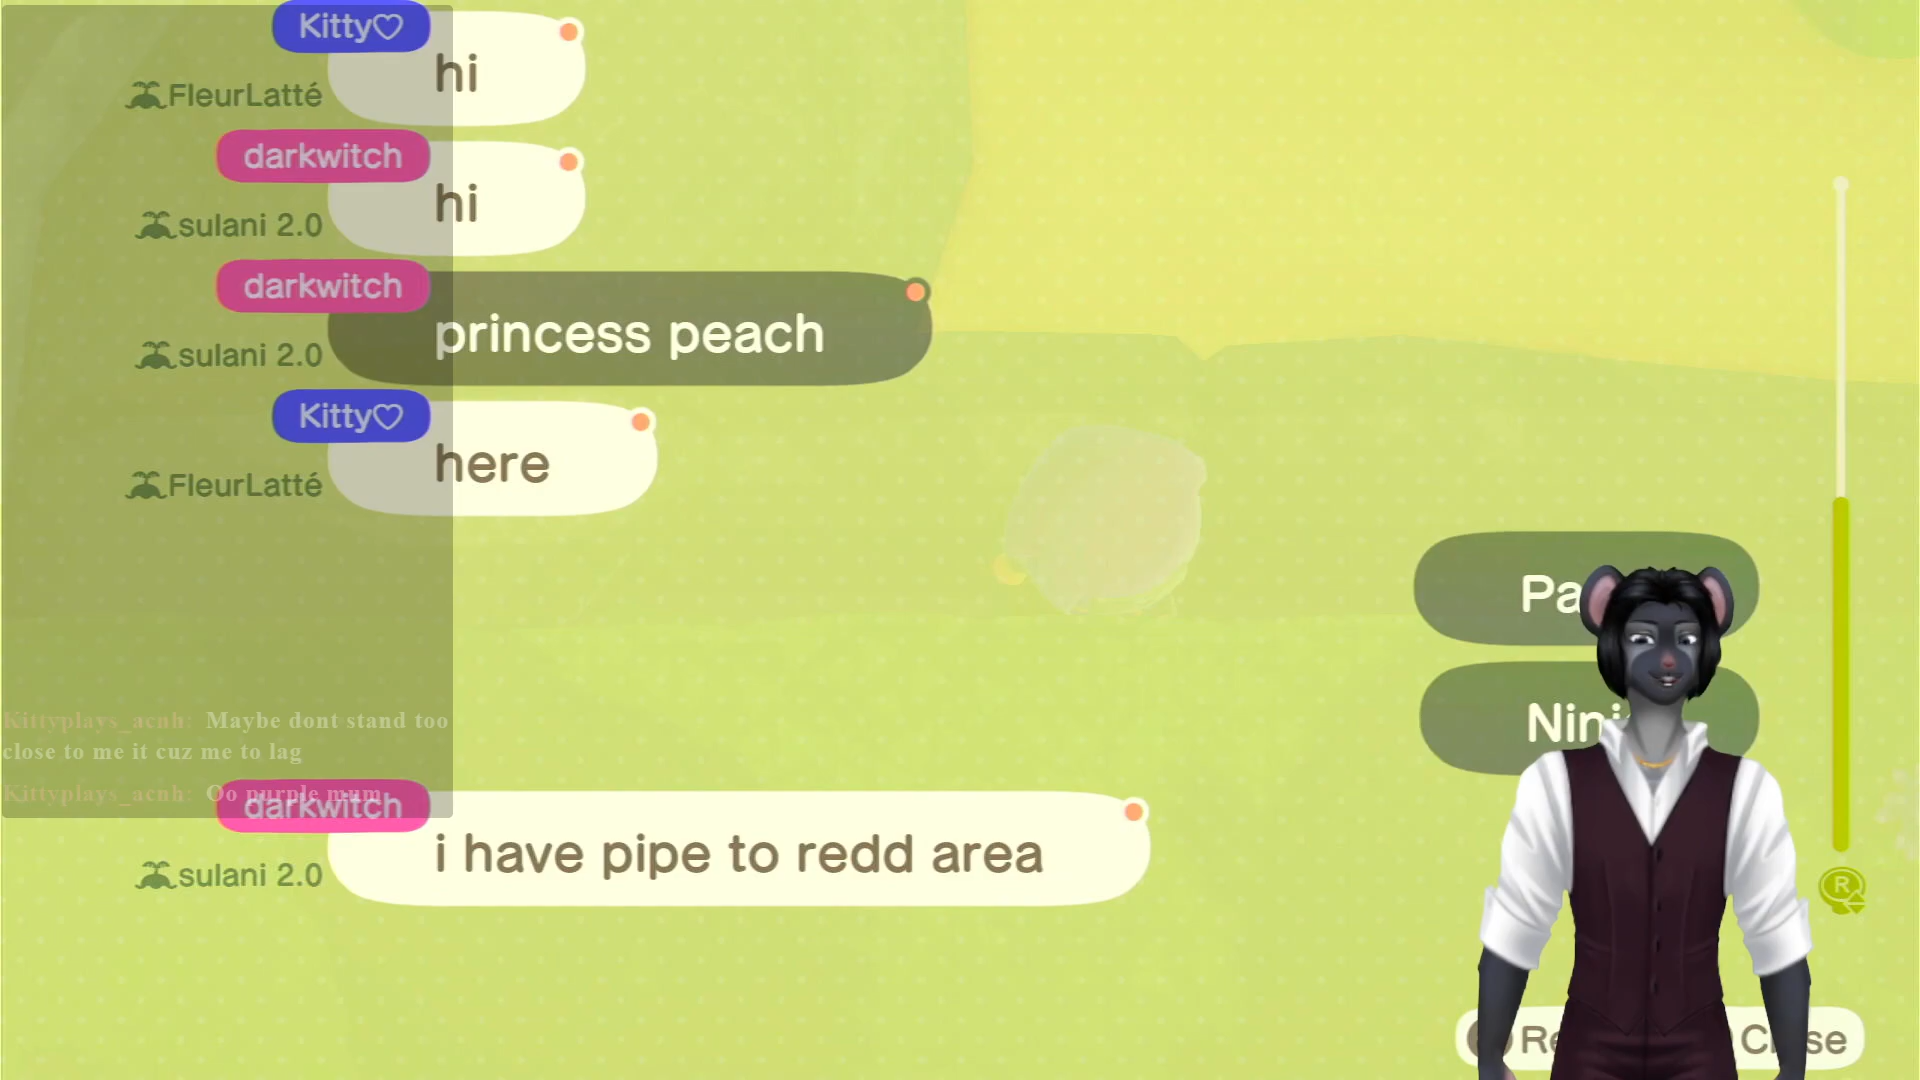 Kitty♡
hi
FleurLatté
darkwitch
hi
sulani 2.0
darkwitch
princess peach
sulani 2.0
Kitty♡
here
FleurLatté
Kittyplays_acnh: Maybe dont stand too
close to me it cuz me to lag
Kittyplays_acnh: Oo purple mum
darkwitch
i have pipe to redd area
sulani 2.0
R